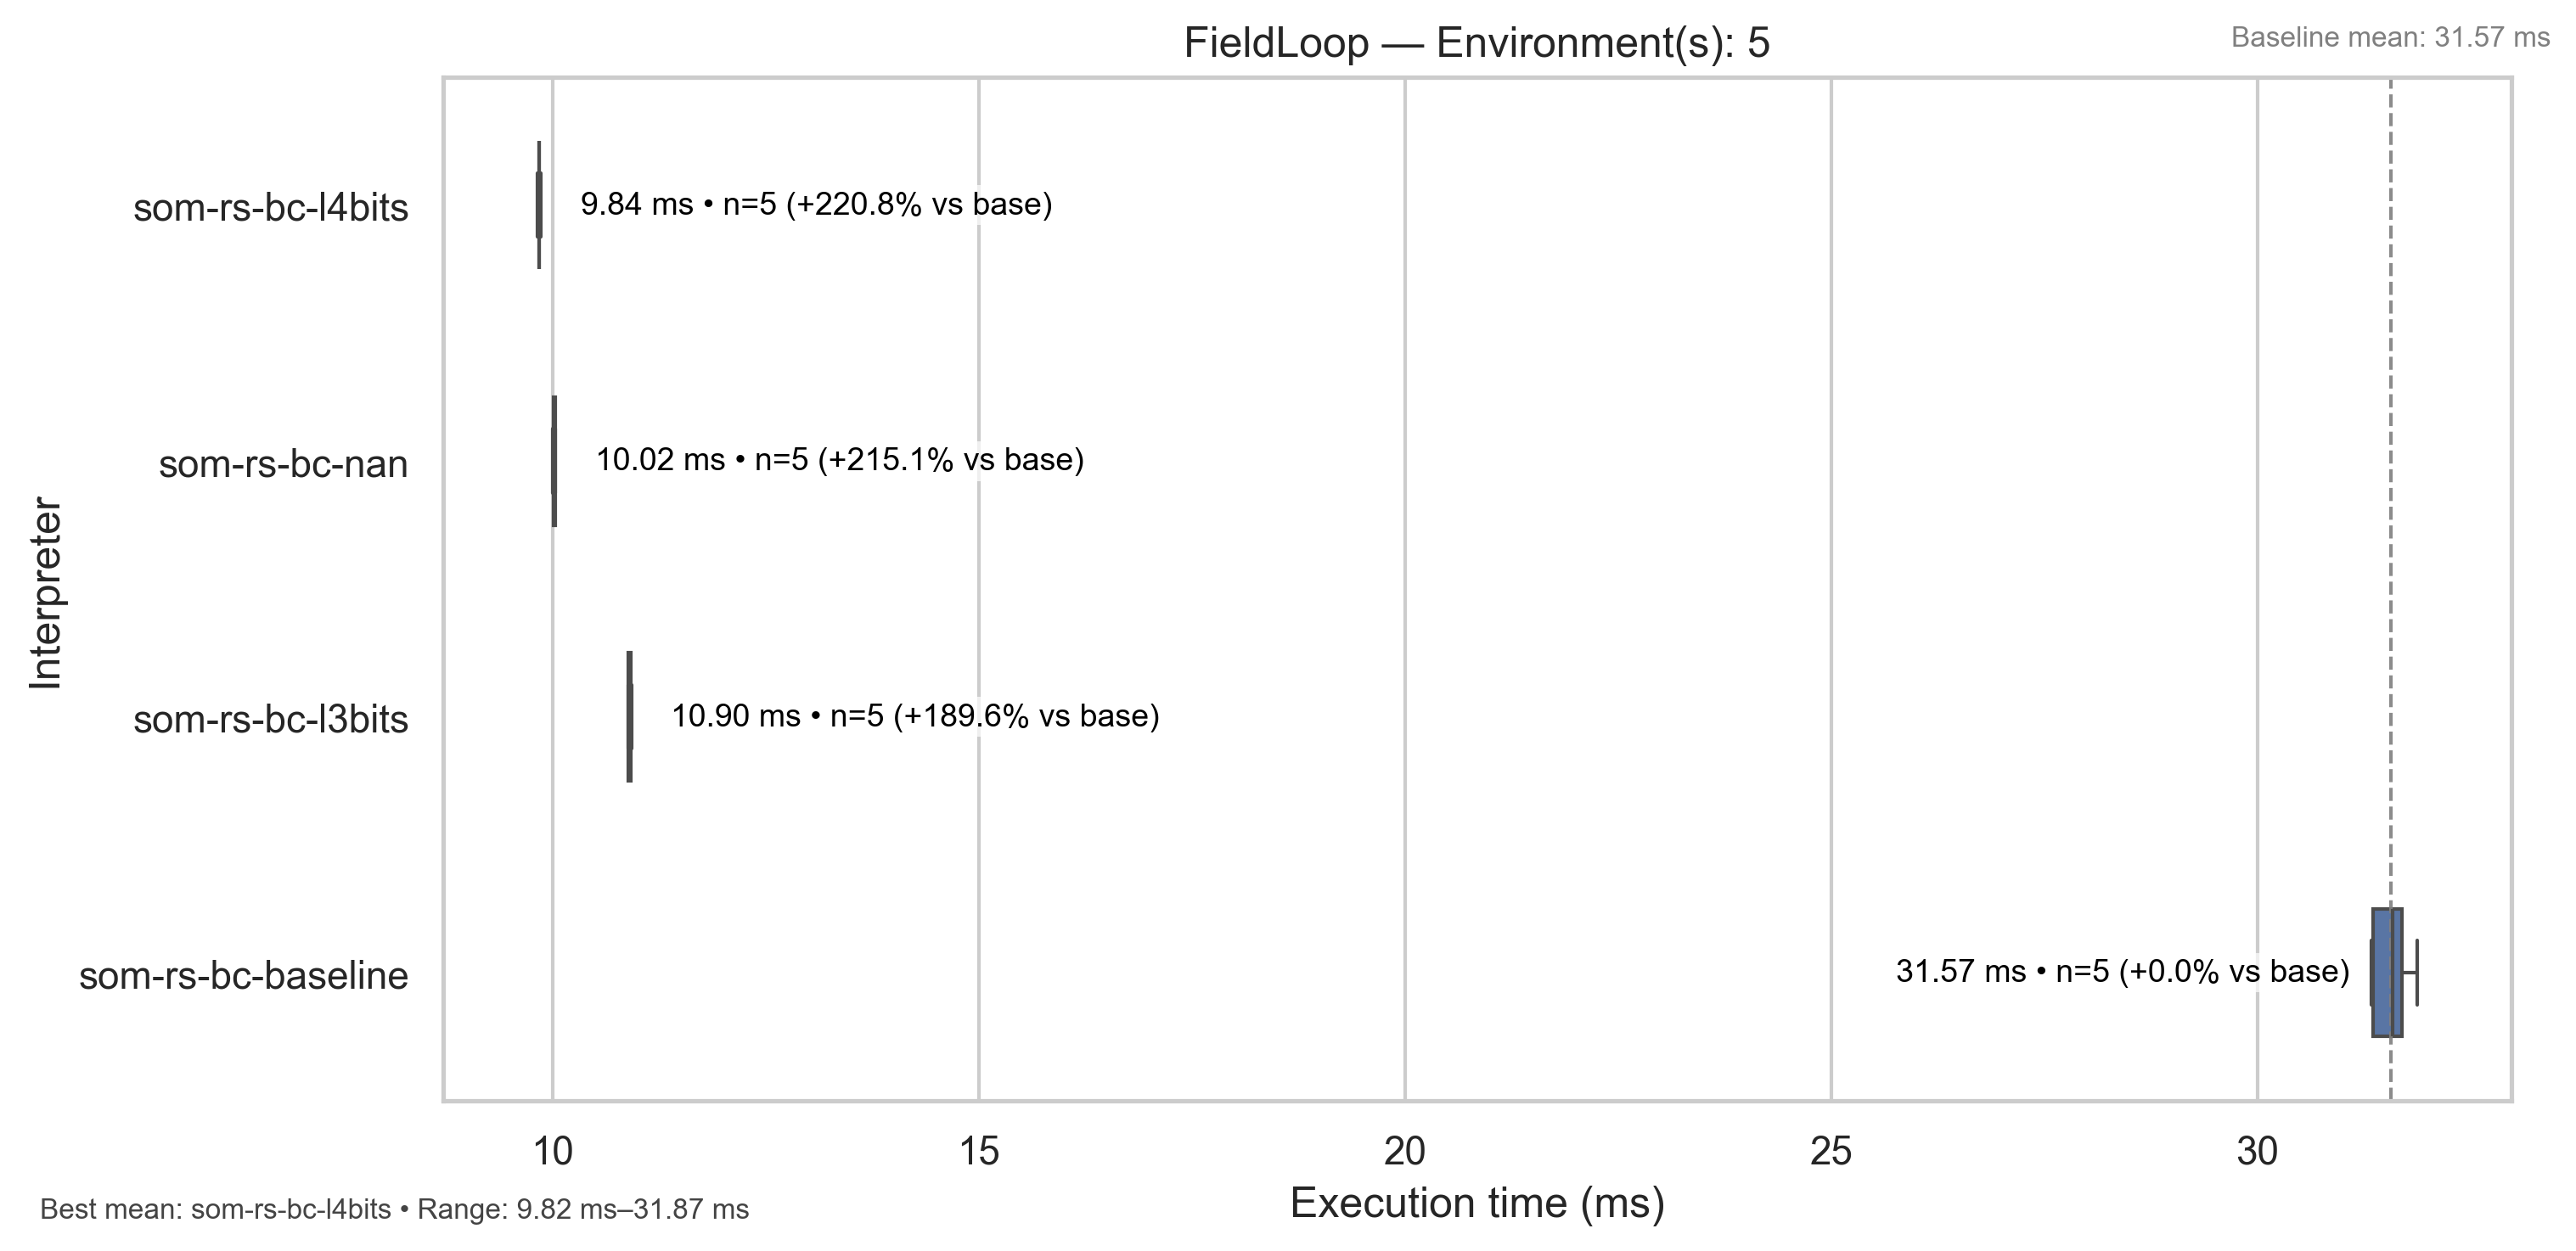 FieldLoop — Environment(s): 5
Baseline mean: 31.57 ms
som-rs-bc-l4bits
9.84 ms • n=5 (+220.8% vs base)
som-rs-bc-nan
10.02 ms • n=5 (+215.1% vs base)
som-rs-bc-l3bits
10.90 ms • n=5 (+189.6% vs base)
som-rs-bc-baseline
31.57 ms • n=5 (+0.0% vs base)
Interpreter
10 15 20 25 30
Execution time (ms)
Best mean: som-rs-bc-l4bits • Range: 9.82 ms–31.87 ms